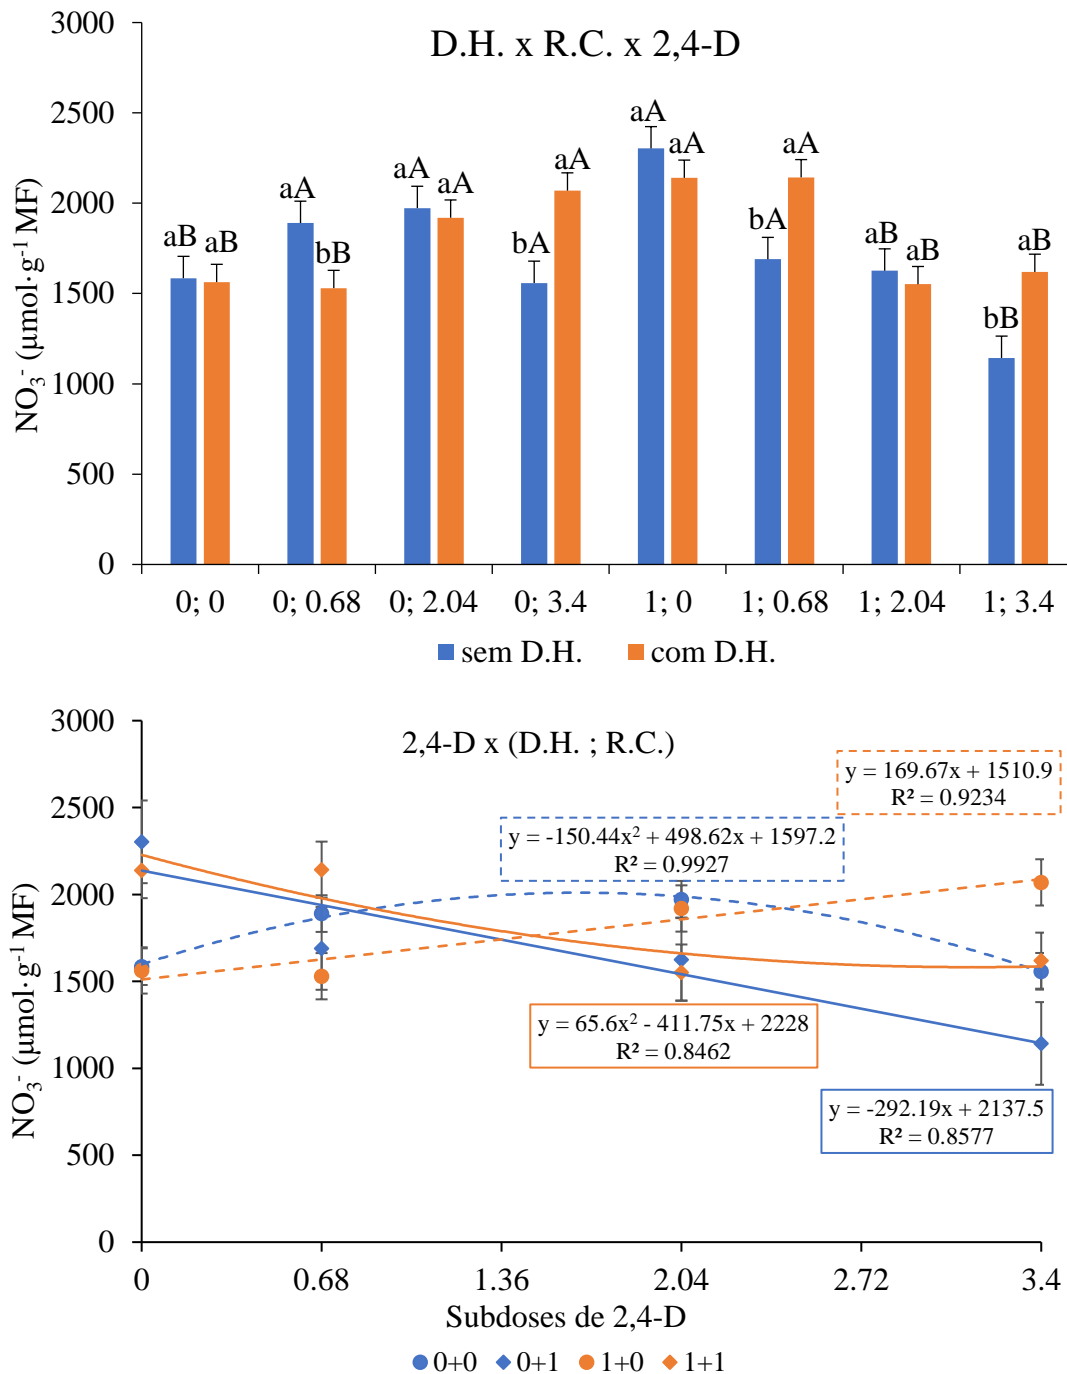 D.H. x R.C. x 2,4-D
NO₃⁻ (µmol·g⁻¹ MF)
3000
2500
2000
1500
1000
500
0
aB aB aA bB aA aA bA aA aA aA bA aA aB aB bB aB
0; 0 0; 0.68 0; 2.04 0; 3.4 1; 0 1; 0.68 1; 2.04 1; 3.4
sem D.H. com D.H.
2,4-D x (D.H. ; R.C.)
NO₃⁻ (µmol·g⁻¹ MF)
3000
2500
2000
1500
1000
500
0
y = 169.67x + 1510.9
R² = 0.9234
y = -150.44x² + 498.62x + 1597.2
R² = 0.9927
y = 65.6x² - 411.75x + 2228
R² = 0.8462
y = -292.19x + 2137.5
R² = 0.8577
0 0.68 1.36 2.04 2.72 3.4
Subdoses de 2,4-D
0+0 0+1 1+0 1+1